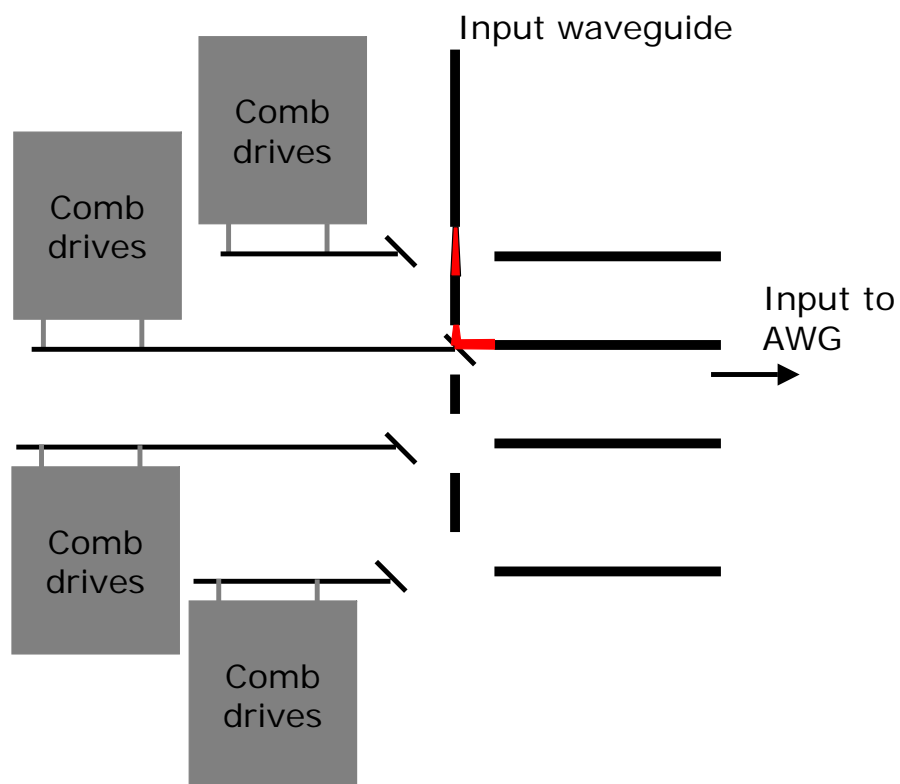 Input waveguide
Comb
drives
Comb
drives
Input to
AWG
Comb
drives
Comb
drives